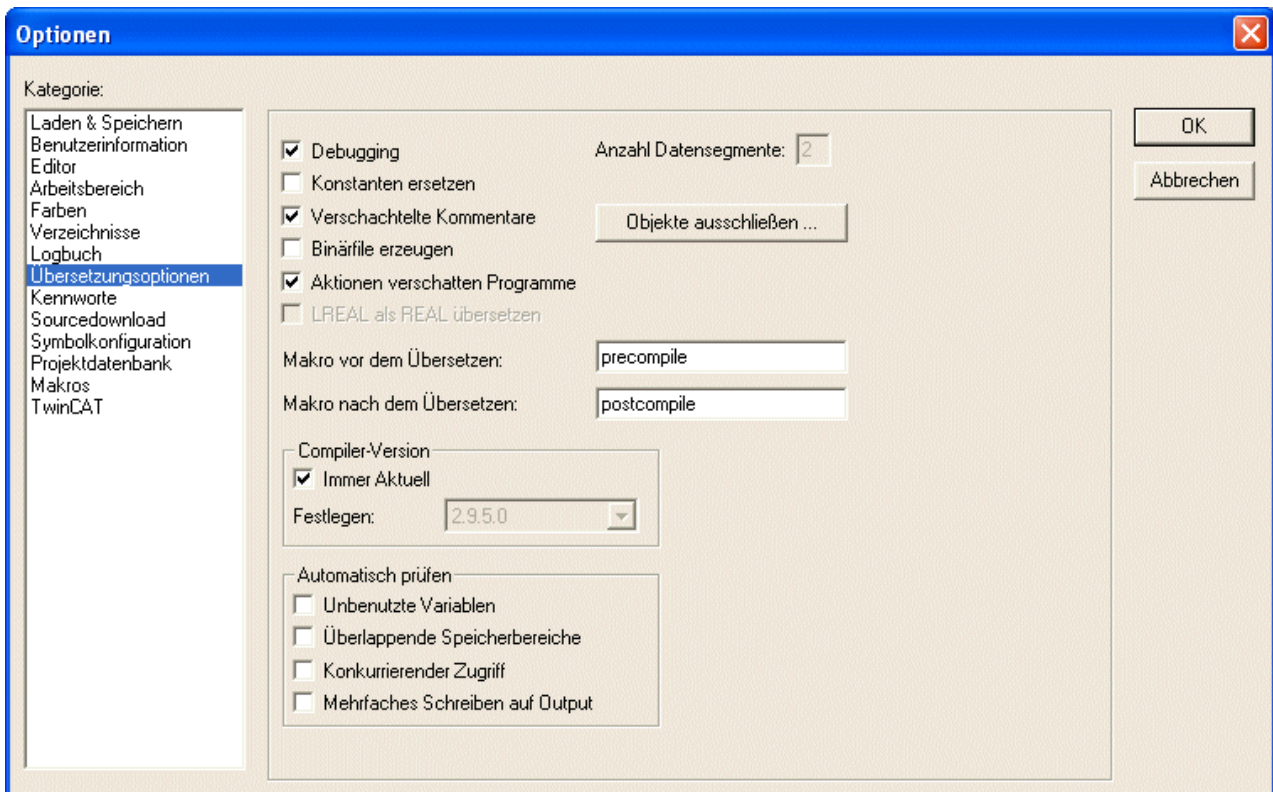 Optionen
Kategorie:
Laden & Speichern
Benutzerinformation
Editor
Arbeitsbereich
Farben
Verzeichnisse
Logbuch
Übersetzungsoptionen
Kennworte
Sourcedownload
Symbolkonfiguration
Projektdatenbank
Makros
TwinCAT
Debugging
Anzahl Datensegmente: 2
Konstanten ersetzen
Verschachtelte Kommentare
Objekte ausschließen ...
Binärfile erzeugen
Aktionen verschatten Programme
LREAL als REAL übersetzen
Makro vor dem Übersetzen: precompile
Makro nach dem Übersetzen: postcompile
Compiler-Version
Immer Aktuell
Festlegen: 2.9.5.0
Automatisch prüfen
Unbenutzte Variablen
Überlappende Speicherbereiche
Konkurrierender Zugriff
Mehrfaches Schreiben auf Output
OK
Abbrechen